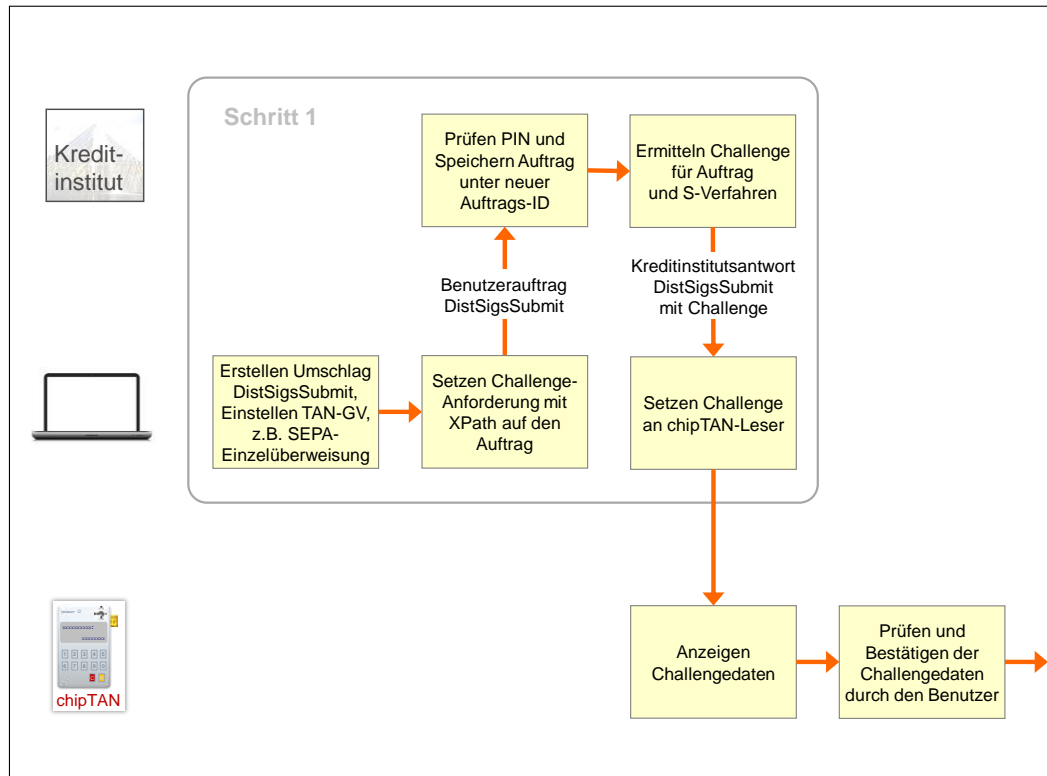 Schritt 1
Kredit-
institut
Prüfen PIN und
Speichern Auftrag
unter neuer
Auftrags-ID
Ermitteln Challenge
für Auftrag
und S-Verfahren
Benutzerauftrag
DistSigsSubmit
Kreditinstitutsantwort
DistSigsSubmit
mit Challenge
Erstellen Umschlag
DistSigsSubmit,
Einstellen TAN-GV,
z.B. SEPA-
Einzelüberweisung
Setzen Challenge-
Anforderung mit
XPath auf den
Auftrag
Setzen Challenge
an chipTAN-Leser
chipTAN
Anzeigen
Challengedaten
Prüfen und
Bestätigen der
Challengedaten
durch den Benutzer